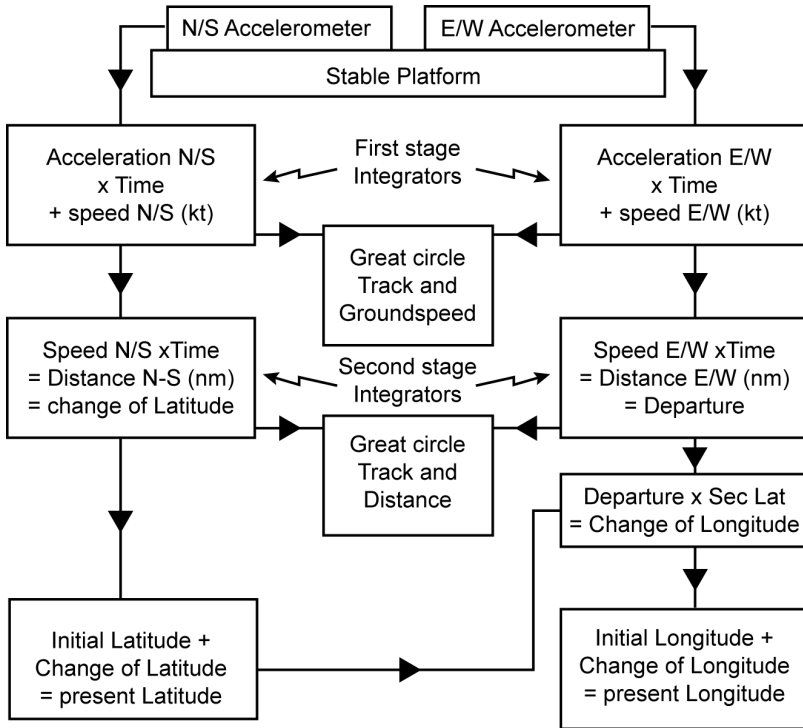 N/S Accelerometer
E/W Accelerometer
Stable Platform
Acceleration N/S
x Time
+ speed N/S (kt)
First stage
Integrators
Acceleration E/W
x Time
+ speed E/W (kt)
Great circle
Track and
Groundspeed
Speed N/S xTime
= Distance N-S (nm)
= change of Latitude
Second stage
Integrators
Speed E/W xTime
= Distance E/W (nm)
= Departure
Great circle
Track and
Distance
Departure x Sec Lat
= Change of Longitude
Initial Latitude +
Change of Latitude
= present Latitude
Initial Longitude +
Change of Longitude
= present Longitude